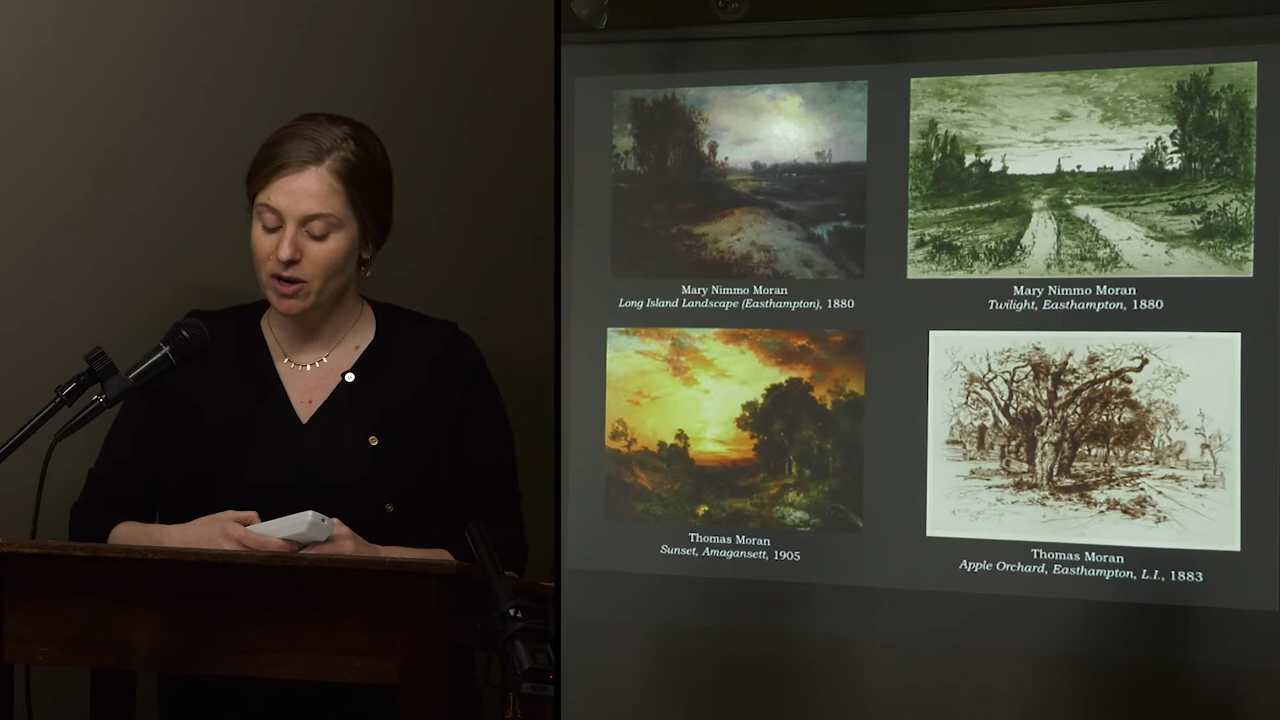 Mary Nimmo Moran
Long Island Landscape (Easthampton), 1880
Mary Nimmo Moran
Twilight, Easthampton, 1880
Thomas Moran
Sunset, Amagansett, 1905
Thomas Moran
Apple Orchard, Easthampton, L.I., 1883